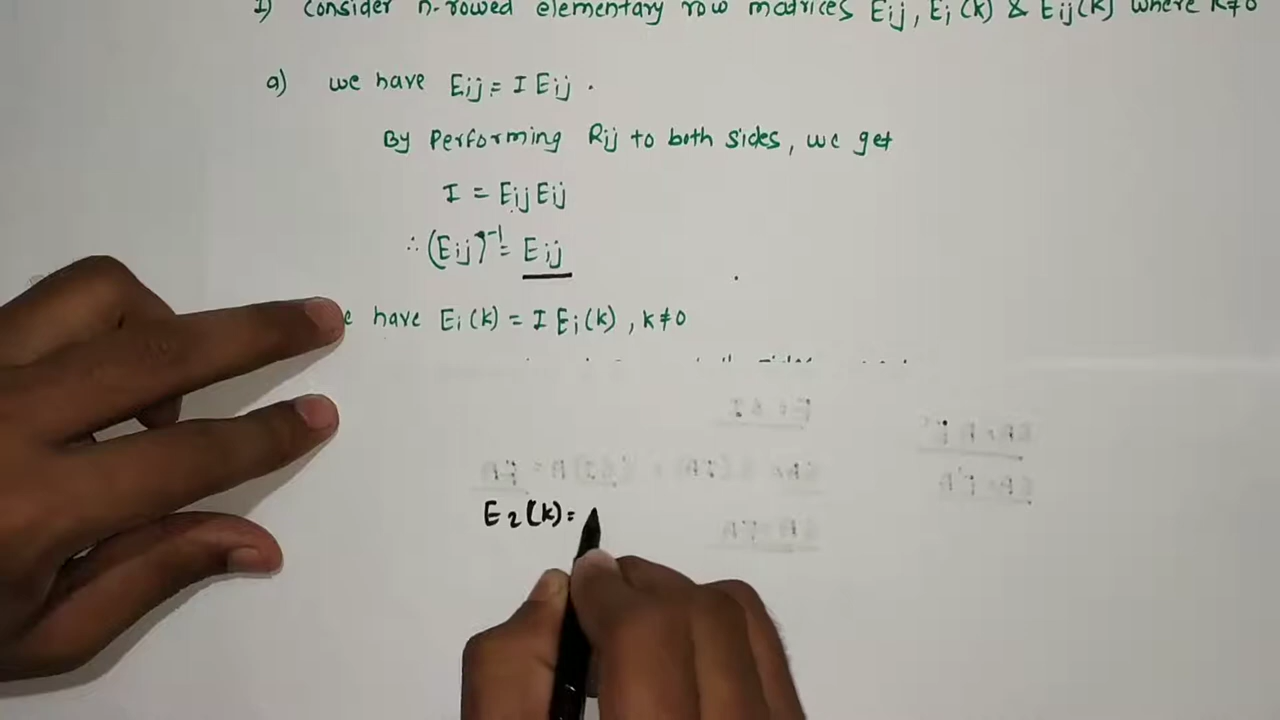 I) Consider n-rowed elementary row matrices Eij, Ei(k) & Eij(k) where k≠0
a) we have Eij = I Eij.
By Performing Rij to both sides, we get
I = Eij Eij
∴ (Eij)⁻¹ = Eij
have Ei(k) = I Ei(k), k≠0
E2(k) =